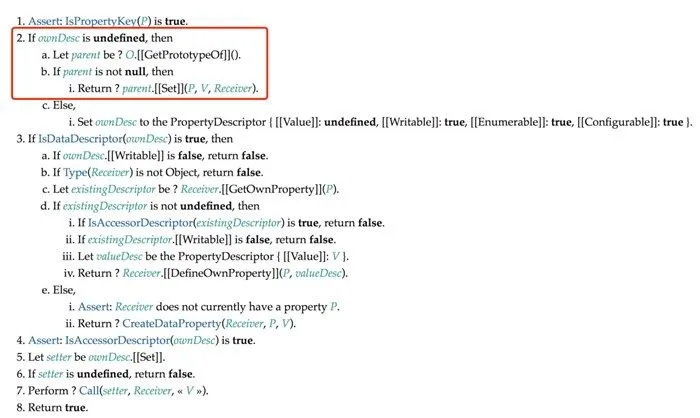 1. Assert: IsPropertyKey(P) is true.
2. If ownDesc is undefined, then
a. Let parent be ? O.[[GetPrototypeOf]]().
b. If parent is not null, then
i. Return ? parent.[[Set]](P, V, Receiver).
c. Else,
i. Set ownDesc to the PropertyDescriptor { [[Value]]: undefined, [[Writable]]: true, [[Enumerable]]: true, [[Configurable]]: true }.
3. If IsDataDescriptor(ownDesc) is true, then
a. If ownDesc.[[Writable]] is false, return false.
b. If Type(Receiver) is not Object, return false.
c. Let existingDescriptor be ? Receiver.[[GetOwnProperty]](P).
d. If existingDescriptor is not undefined, then
i. If IsAccessorDescriptor(existingDescriptor) is true, return false.
ii. If existingDescriptor.[[Writable]] is false, return false.
iii. Let valueDesc be the PropertyDescriptor { [[Value]]: V }.
iv. Return ? Receiver.[[DefineOwnProperty]](P, valueDesc).
e. Else,
i. Assert: Receiver does not currently have a property P.
ii. Return ? CreateDataProperty(Receiver, P, V).
4. Assert: IsAccessorDescriptor(ownDesc) is true.
5. Let setter be ownDesc.[[Set]].
6. If setter is undefined, return false.
7. Perform ? Call(setter, Receiver, « V »).
8. Return true.